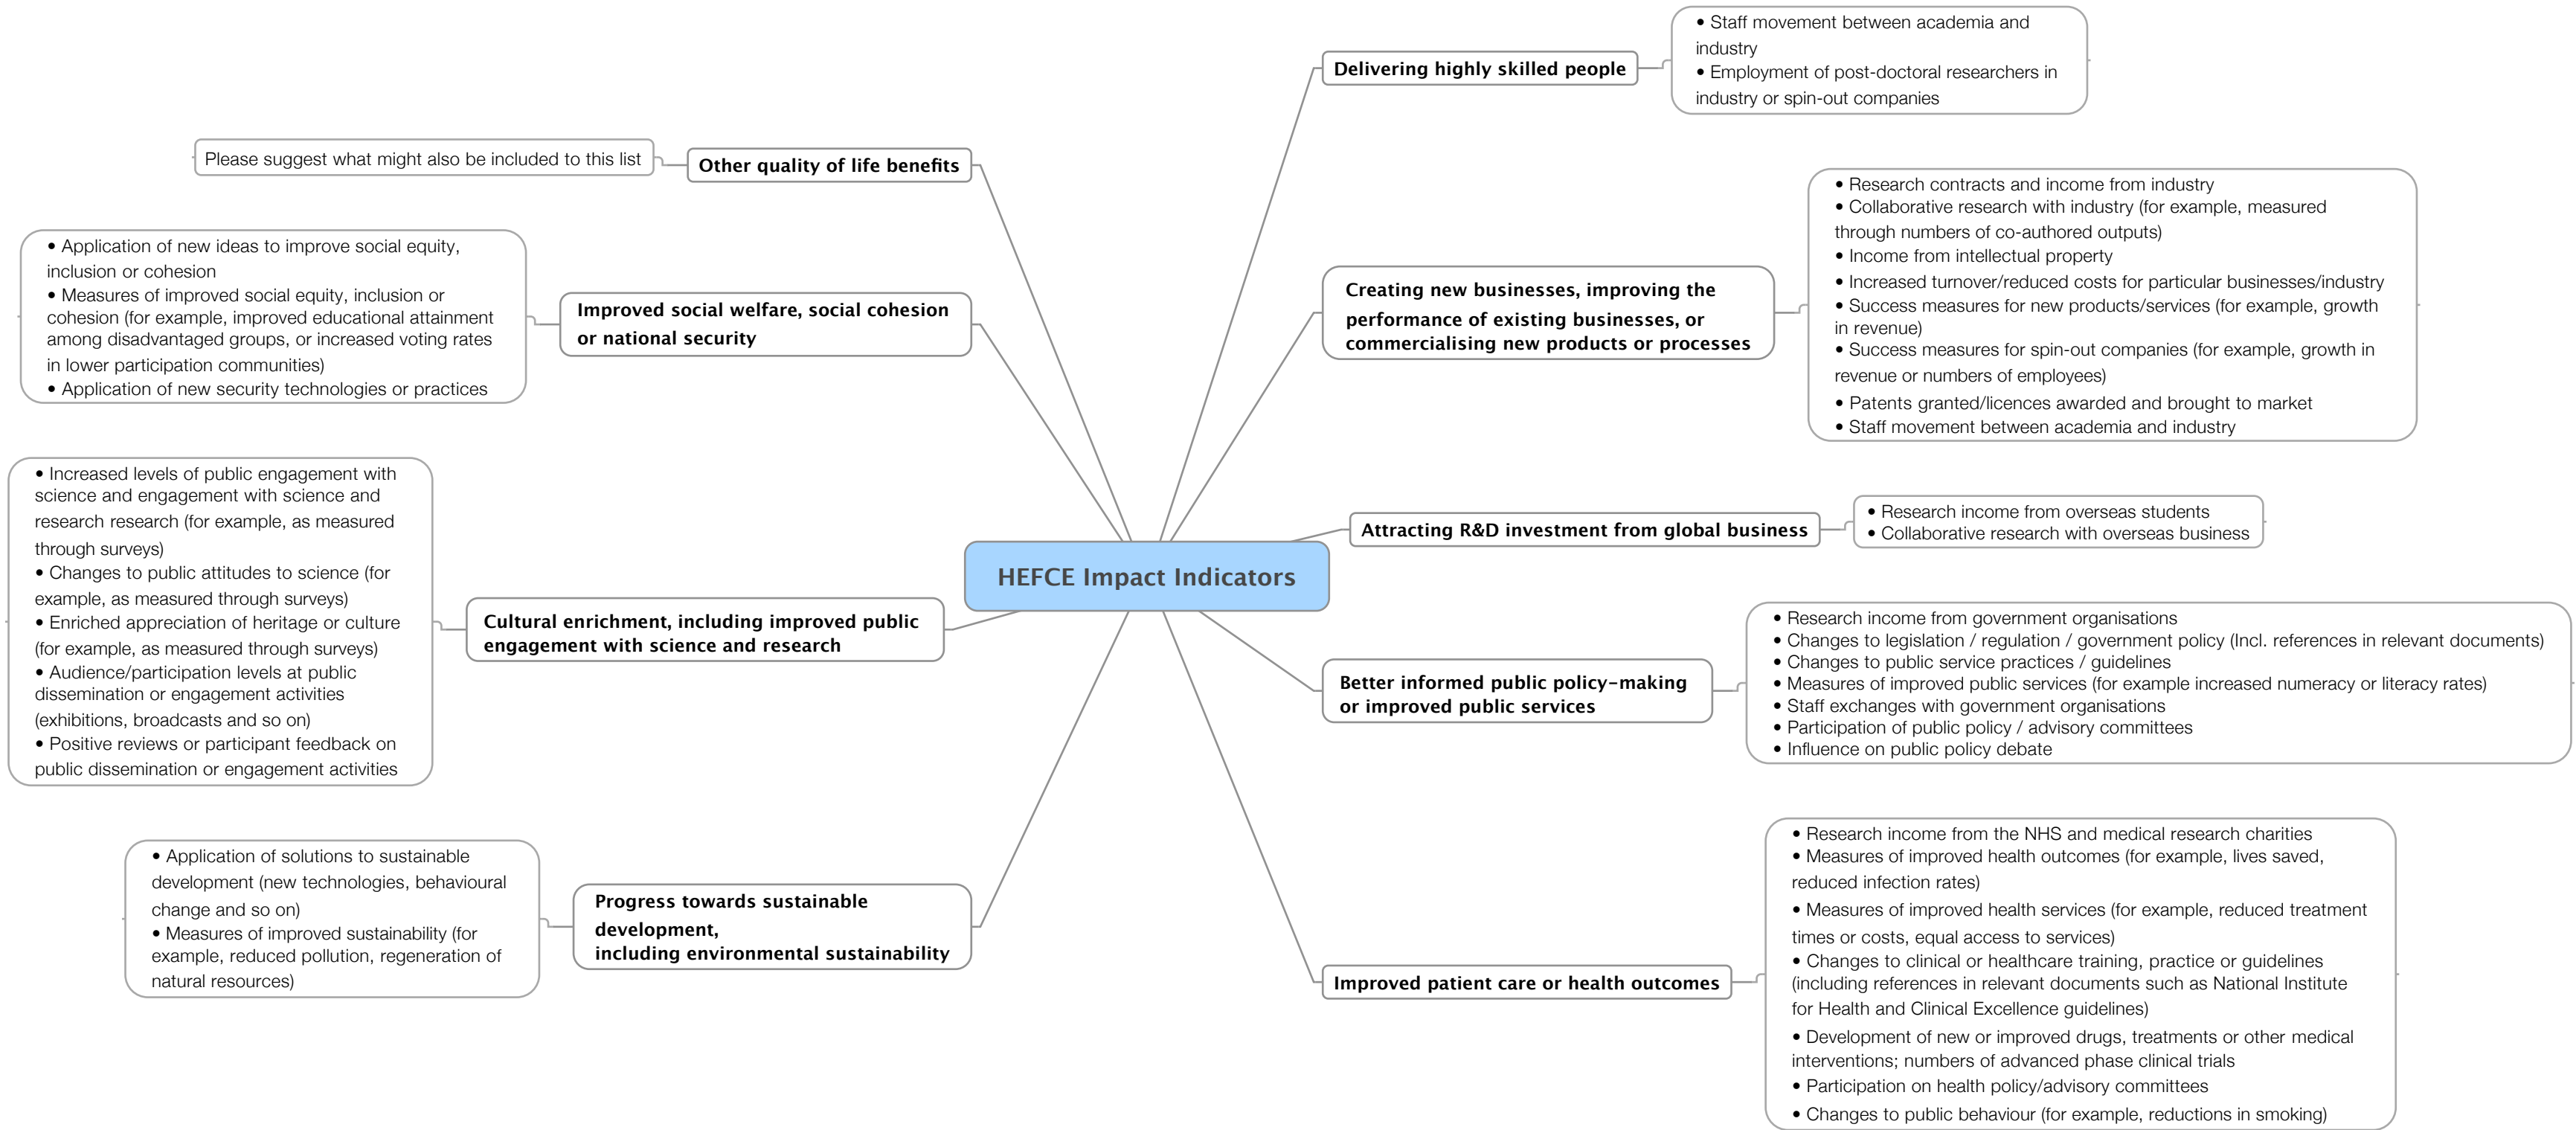 HEFCE Impact Indicators
Delivering highly skilled people
• Staff movement between academia and
industry
• Employment of post-doctoral researchers in
industry or spin-out companies
Creating new businesses, improving the
performance of existing businesses, or
commercialising new products or processes
• Research contracts and income from industry
• Collaborative research with industry (for example, measured
through numbers of co-authored outputs)
• Income from intellectual property
• Increased turnover/reduced costs for particular businesses/industry
• Success measures for new products/services (for example, growth
in revenue)
• Success measures for spin-out companies (for example, growth in
revenue or numbers of employees)
• Patents granted/licences awarded and brought to market
• Staff movement between academia and industry
Attracting R&D investment from global business
• Research income from overseas students
• Collaborative research with overseas business
Better informed public policy-making
or improved public services
• Research income from government organisations
• Changes to legislation / regulation / government policy (Incl. references in relevant documents)
• Changes to public service practices / guidelines
• Measures of improved public services (for example increased numeracy or literacy rates)
• Staff exchanges with government organisations
• Participation of public policy / advisory committees
• Influence on public policy debate
Improved patient care or health outcomes
• Research income from the NHS and medical research charities
• Measures of improved health outcomes (for example, lives saved,
reduced infection rates)
• Measures of improved health services (for example, reduced treatment
times or costs, equal access to services)
• Changes to clinical or healthcare training, practice or guidelines
(including references in relevant documents such as National Institute
for Health and Clinical Excellence guidelines)
• Development of new or improved drugs, treatments or other medical
interventions; numbers of advanced phase clinical trials
• Participation on health policy/advisory committees
• Changes to public behaviour (for example, reductions in smoking)
Other quality of life benefits
Please suggest what might also be included to this list
Improved social welfare, social cohesion
or national security
• Application of new ideas to improve social equity,
inclusion or cohesion
• Measures of improved social equity, inclusion or
cohesion (for example, improved educational attainment
among disadvantaged groups, or increased voting rates
in lower participation communities)
• Application of new security technologies or practices
Cultural enrichment, including improved public
engagement with science and research
• Increased levels of public engagement with
science and engagement with science and
research research (for example, as measured
through surveys)
• Changes to public attitudes to science (for
example, as measured through surveys)
• Enriched appreciation of heritage or culture
(for example, as measured through surveys)
• Audience/participation levels at public
dissemination or engagement activities
(exhibitions, broadcasts and so on)
• Positive reviews or participant feedback on
public dissemination or engagement activities
Progress towards sustainable
development,
including environmental sustainability
• Application of solutions to sustainable
development (new technologies, behavioural
change and so on)
• Measures of improved sustainability (for
example, reduced pollution, regeneration of
natural resources)